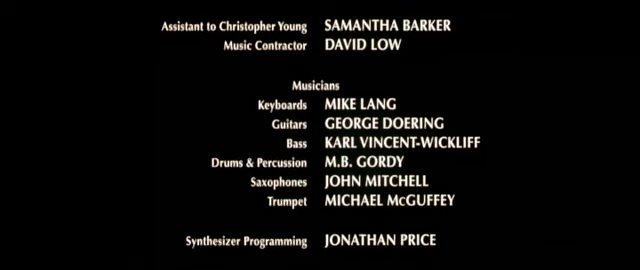 Assistant to Christopher Young SAMANTHA BARKER
Music Contractor DAVID LOW
Musicians
Keyboards MIKE LANG
Guitars GEORGE DOERING
Bass KARL VINCENT-WICKLIFF
Drums & Percussion M.B. GORDY
Saxophones JOHN MITCHELL
Trumpet MICHAEL McGUFFEY
Synthesizer Programming JONATHAN PRICE